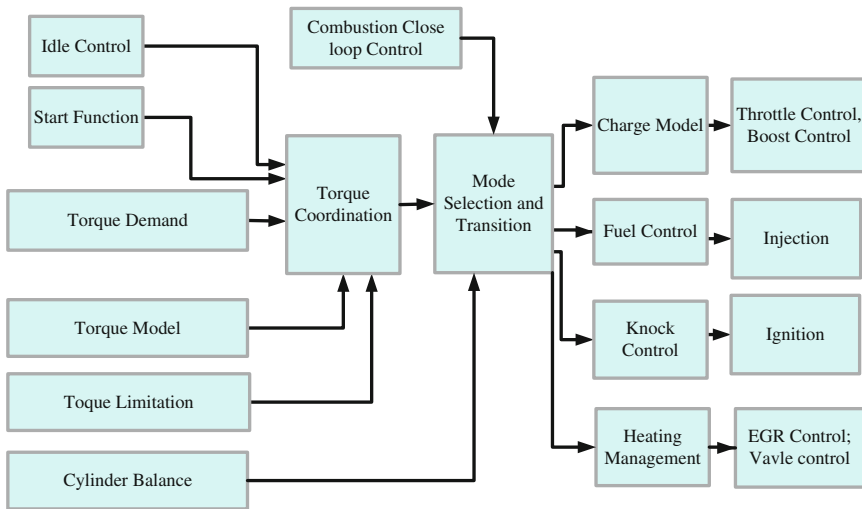 Idle Control
Start Function
Torque Demand
Torque Model
Toque Limitation
Cylinder Balance
Torque
Coordination
Combustion Close
loop Control
Mode
Selection and
Transition
Charge Model
Fuel Control
Knock
Control
Heating
Management
Throttle Control,
Boost Control
Injection
Ignition
EGR Control;
Vavle control